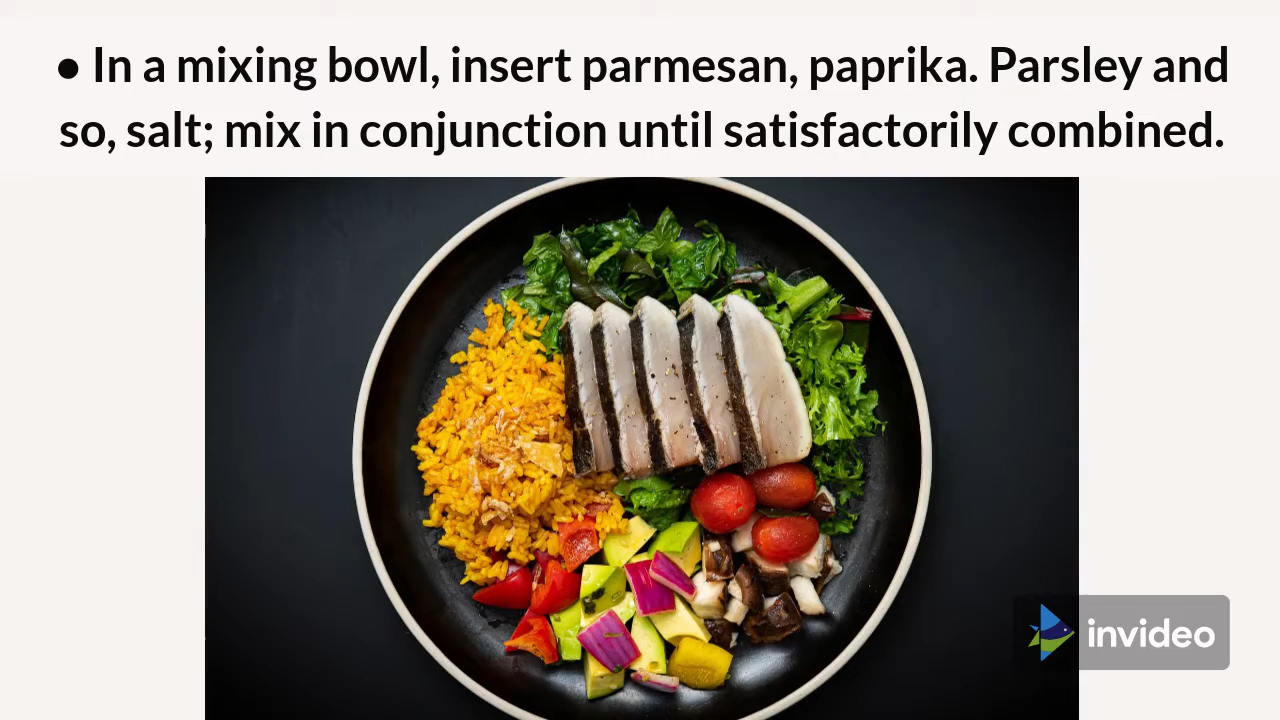 ● In a mixing bowl, insert parmesan, paprika. Parsley and
so, salt; mix in conjunction until satisfactorily combined.
invideo